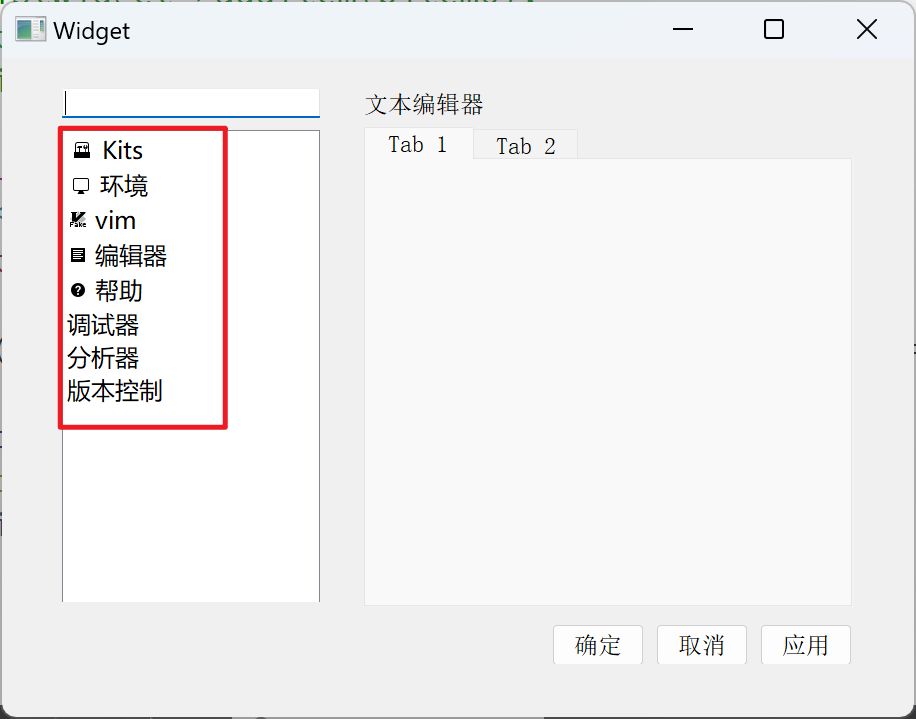 Widget
文本编辑器
Tab 1
Tab 2
Kits
环境
vim
编辑器
帮助
调试器
分析器
版本控制
确定
取消
应用